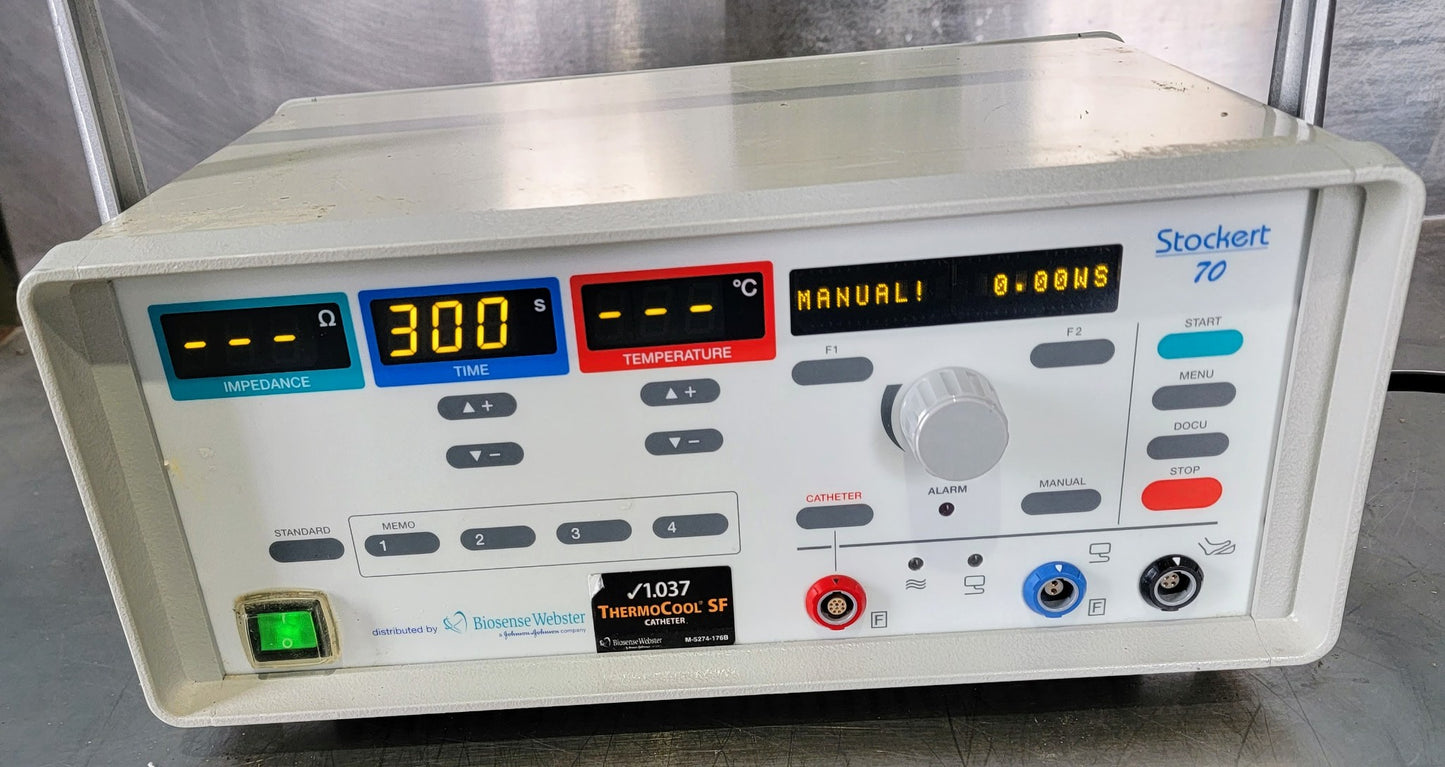 Stockert
70
- - - Ω
IMPEDANCE
300 s
TIME
- - - °C
TEMPERATURE
MANUAL! 0.00WS
F1
F2
START
MENU
DOCU
STOP
▲ +
▼ −
▲ +
▼ −
ALARM
MANUAL
CATHETER
STANDARD
MEMO
1
2
3
4
distributed by Biosense Webster
a Johnson & Johnson company
✓1.037
THERMOCOOL® SF
CATHETER
Biosense Webster
M-5274-176B
F
F